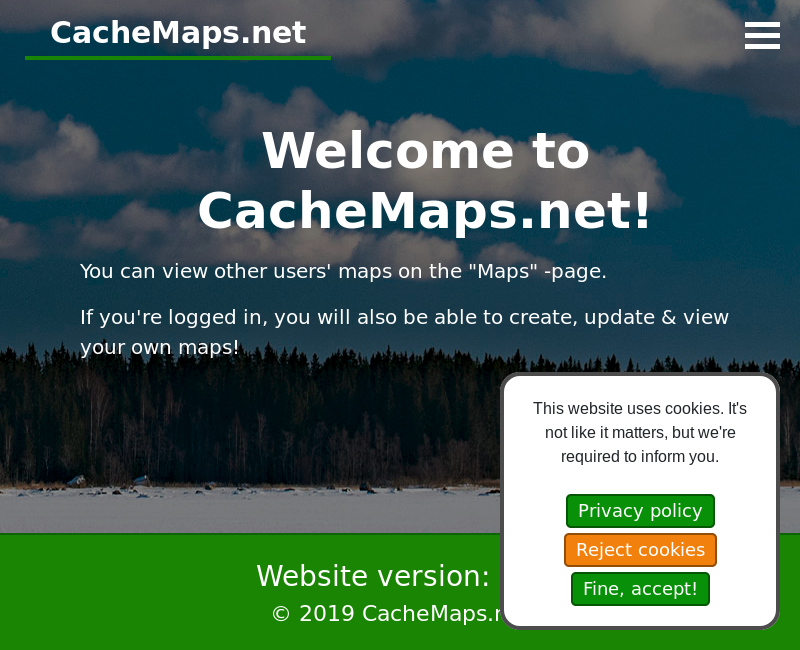 CacheMaps.net
Welcome to
CacheMaps.net!
You can view other users' maps on the "Maps" -page.
If you're logged in, you will also be able to create, update & view
your own maps!
This website uses cookies. It's
not like it matters, but we're
required to inform you.
Privacy policy
Reject cookies
Fine, accept!
Website version:
© 2019